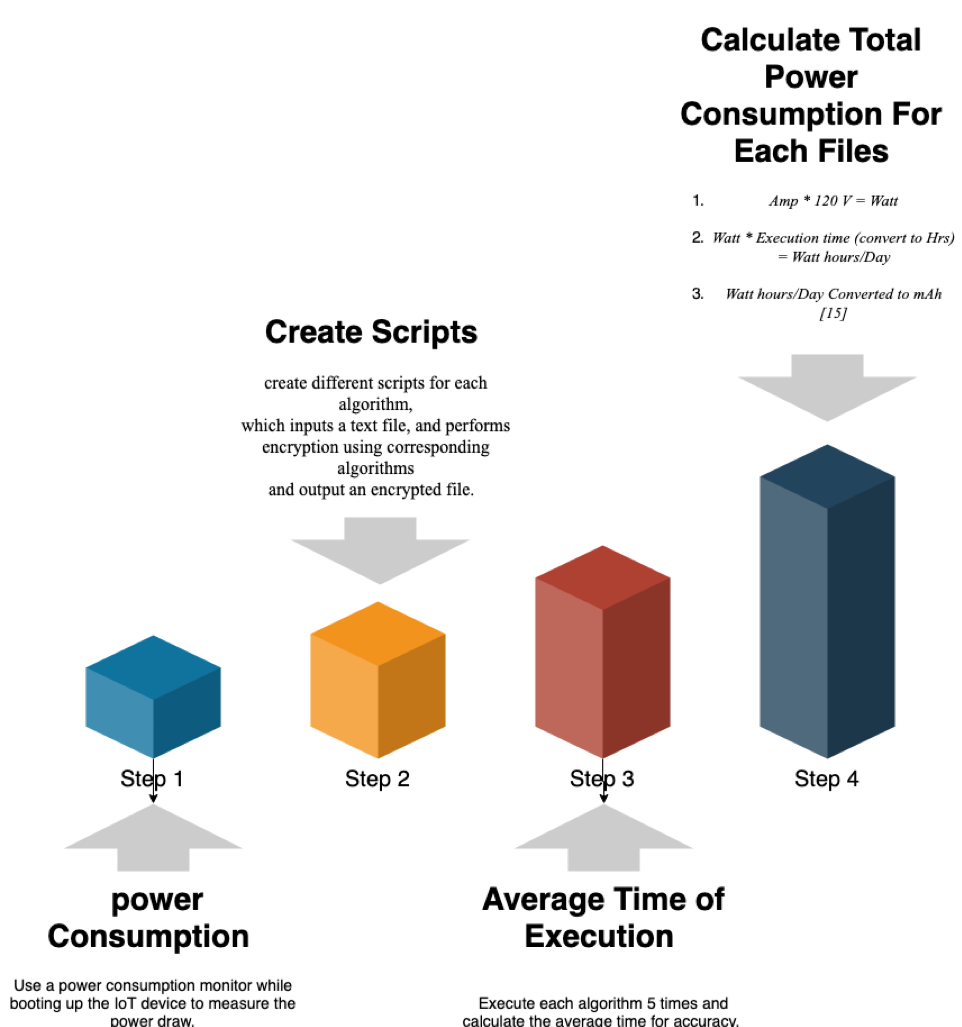 Calculate Total
Power
Consumption For
Each Files
1. Amp * 120 V = Watt
2. Watt * Execution time (convert to Hrs)
= Watt hours/Day
3. Watt hours/Day Converted to mAh
[15]
Create Scripts
create different scripts for each
algorithm,
which inputs a text file, and performs
encryption using corresponding
algorithms
and output an encrypted file.
Step 1
Step 2
Step 3
Step 4
power
Consumption
Use a power consumption monitor while
booting up the IoT device to measure the
power draw.
Average Time of
Execution
Execute each algorithm 5 times and
calculate the average time for accuracy.